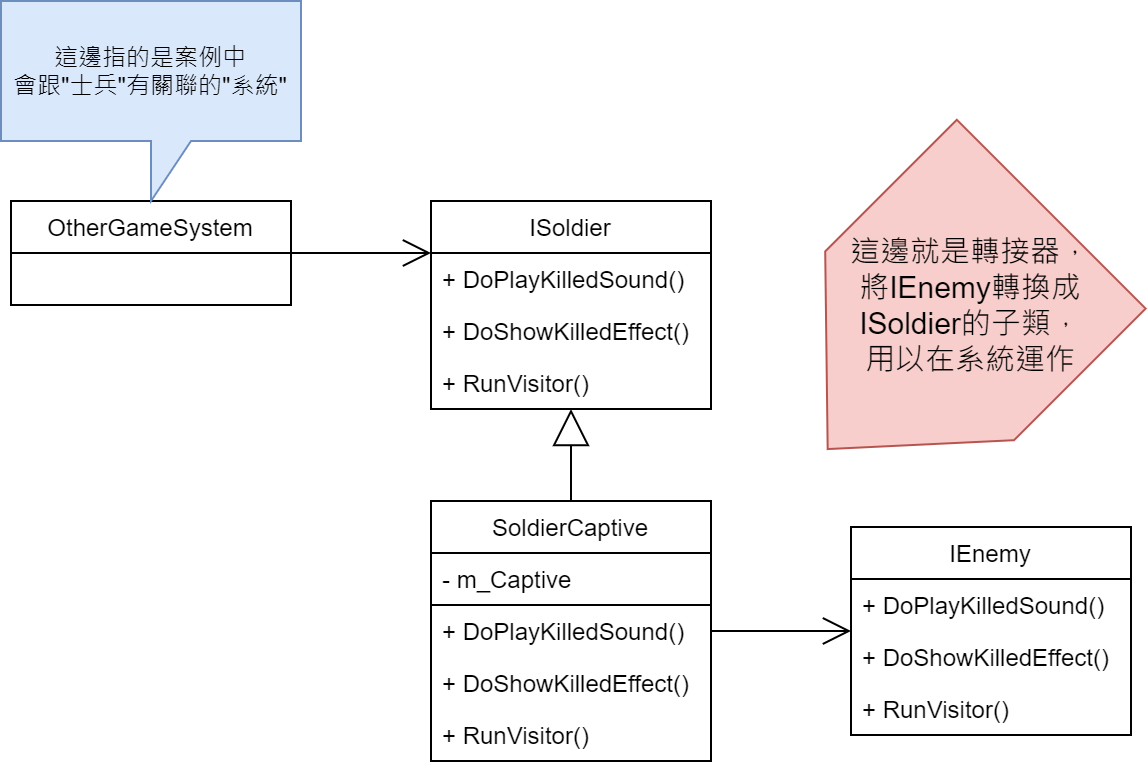 這邊指的是案例中
會跟"士兵"有關聯的"系統"
OtherGameSystem
ISoldier
+ DoPlayKilledSound()
+ DoShowKilledEffect()
+ RunVisitor()
這邊就是轉接器，
將IEnemy轉換成
ISoldier的子類，
用以在系統運作
SoldierCaptive
- m_Captive
+ DoPlayKilledSound()
+ DoShowKilledEffect()
+ RunVisitor()
IEnemy
+ DoPlayKilledSound()
+ DoShowKilledEffect()
+ RunVisitor()